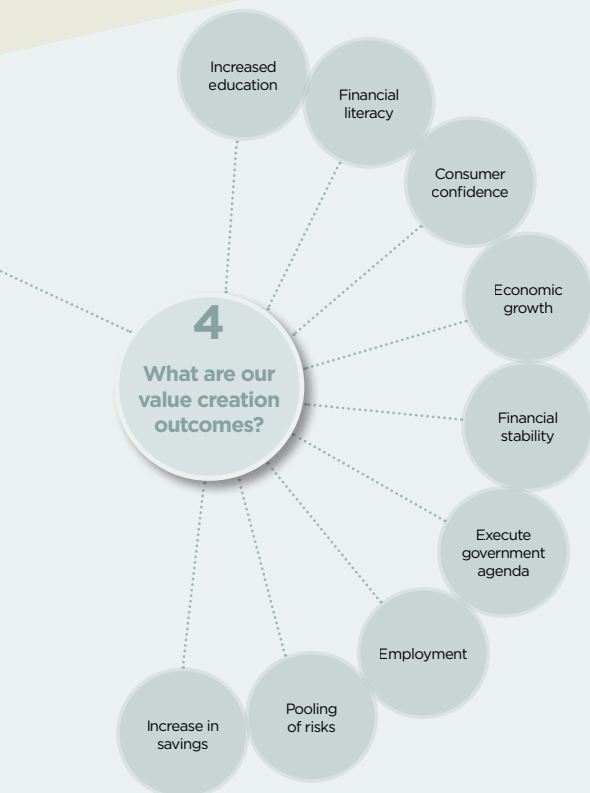 Increased
education
Financial
literacy
Consumer
confidence
Economic
growth
4
What are our
value creation
outcomes?
Financial
stability
Execute
government
agenda
Employment
Pooling
of risks
Increase in
savings